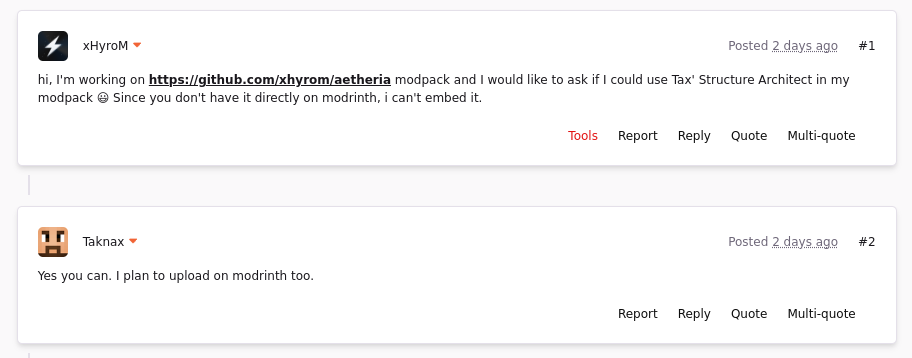 xHyroM
Posted 2 days ago #1
hi, I'm working on https://github.com/xhyrom/aetheria modpack and I would like to ask if I could use Tax' Structure Architect in my
modpack 😃 Since you don't have it directly on modrinth, i can't embed it.
Tools Report Reply Quote Multi-quote
Taknax
Posted 2 days ago #2
Yes you can. I plan to upload on modrinth too.
Report Reply Quote Multi-quote